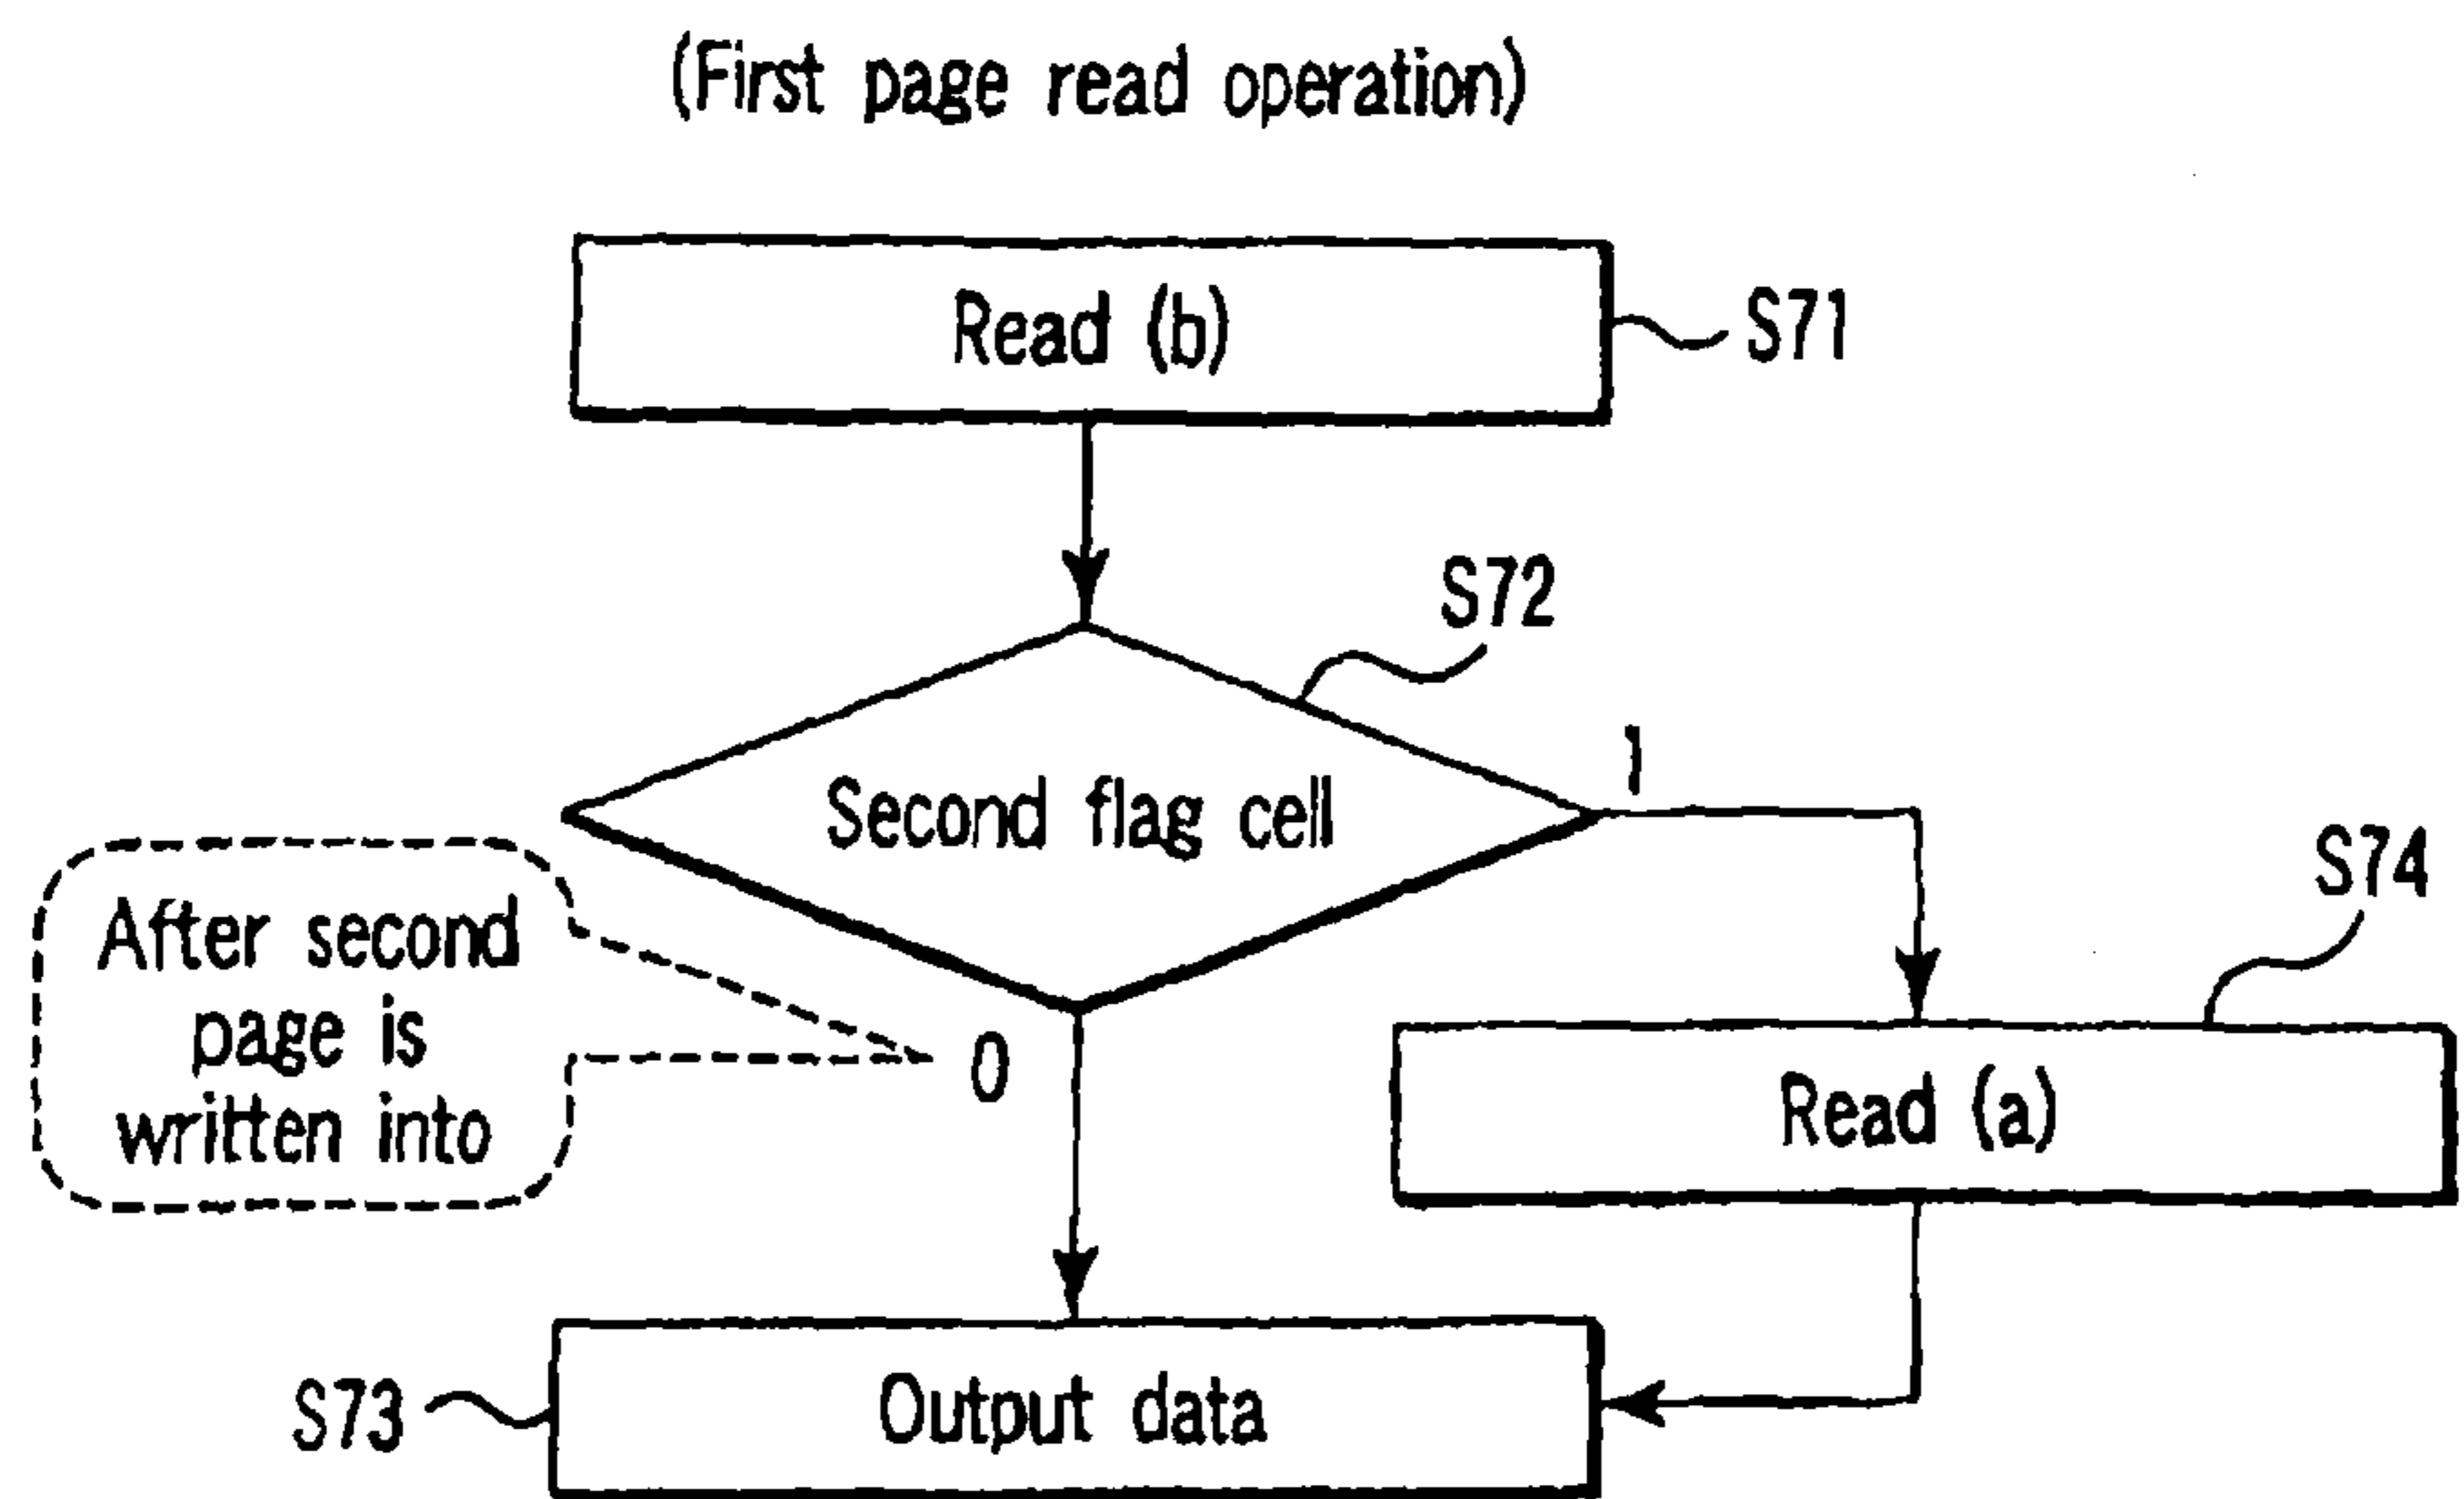 (First page read operation)
Read (b)
S71
S72
Second flag cell
1
S74
After second
page is
written into
0
Read (a)
S73
Output data